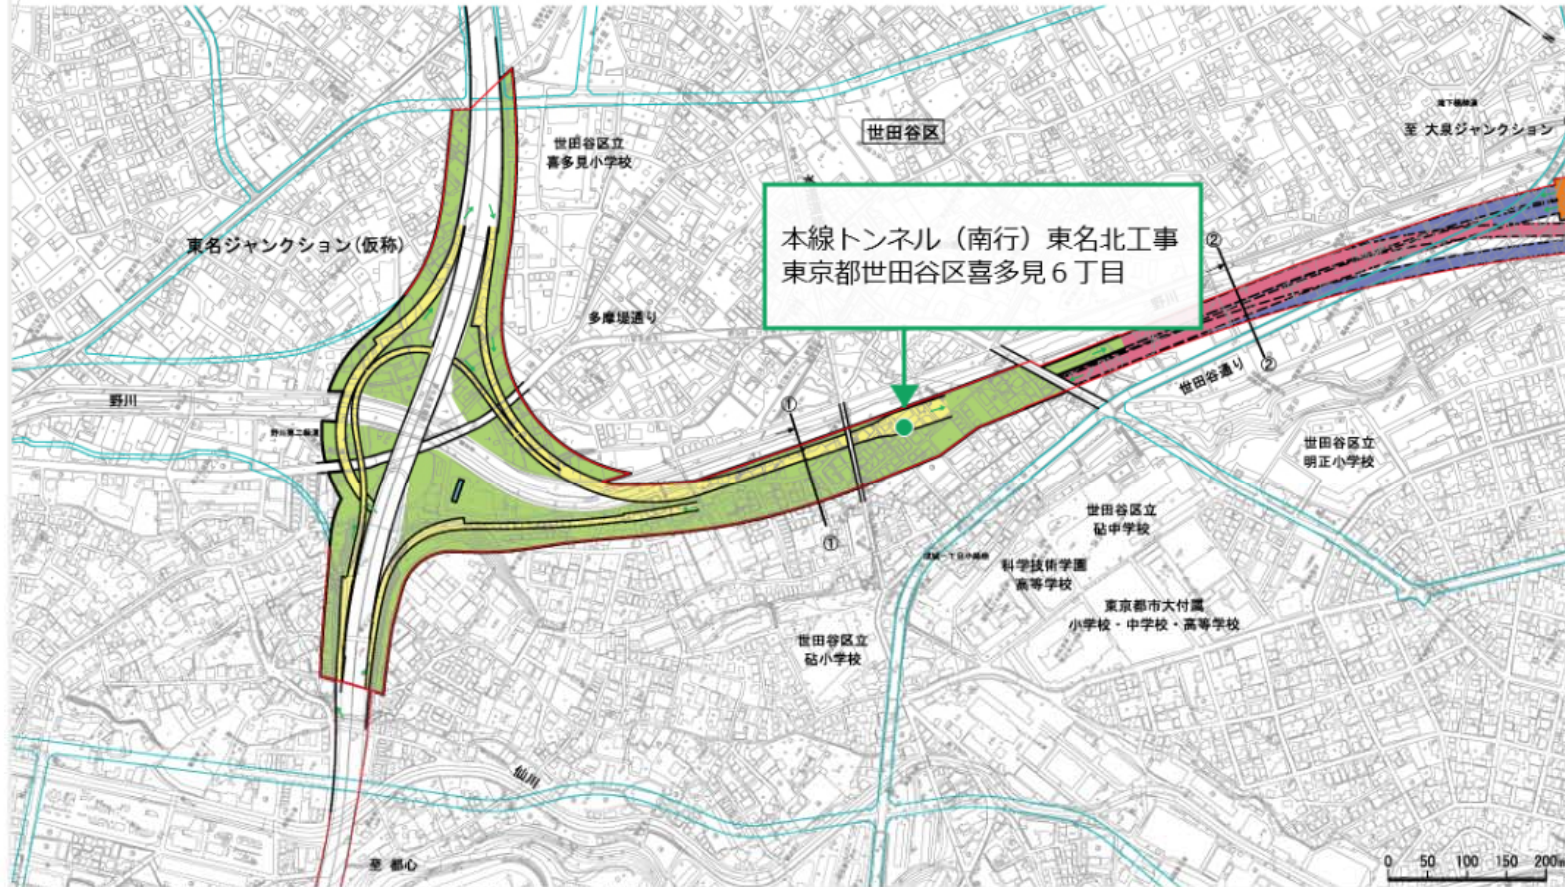 世田谷区
至 大泉ジャンクション
世田谷区立
喜多見小学校
東名ジャンクション(仮称)
本線トンネル（南行）東名北工事
東京都世田谷区喜多見６丁目
②
野川
多摩堤通り
②
世田谷通り
野川
①
世田谷区立
明正小学校
世田谷区立
砧中学校
①
科学技術学園
高等学校
東京都市大付属
小学校・中学校・高等学校
世田谷区立
砧小学校
仙川
至 都心
0 50 100 150 200m